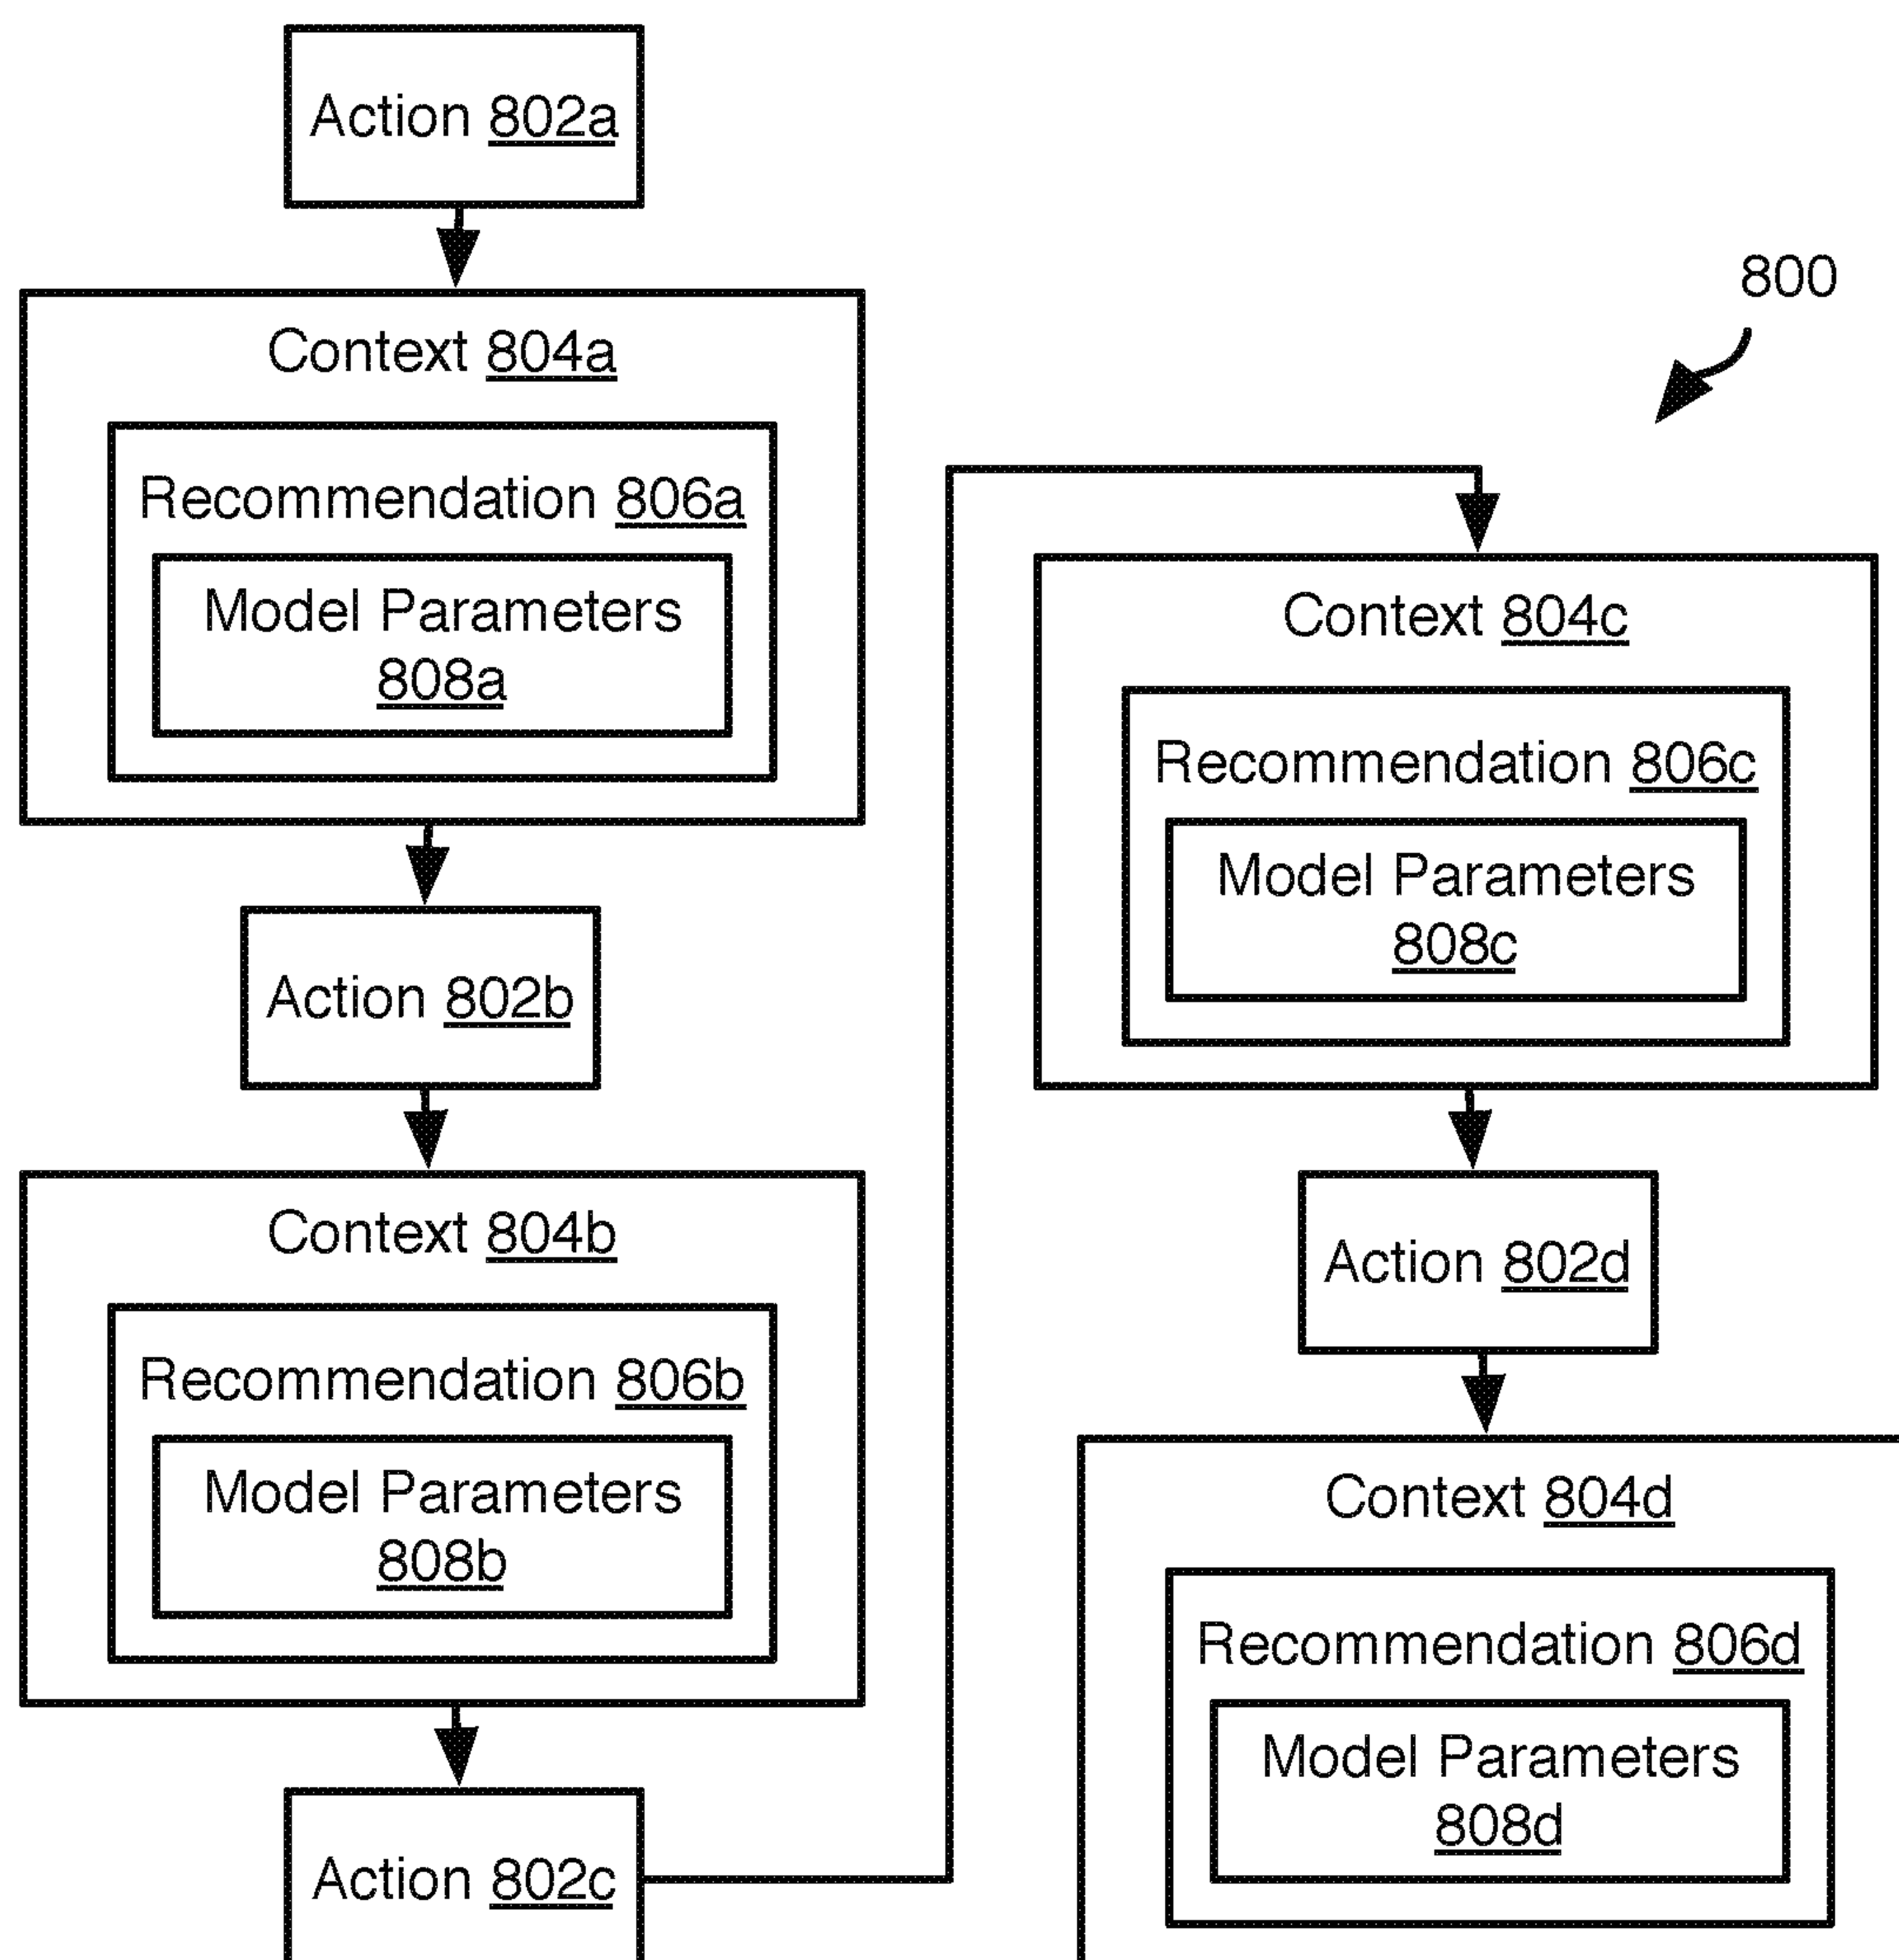 Action 802a
Context 804a
Recommendation 806a
Model Parameters
808a
Action 802b
Context 804b
Recommendation 806b
Model Parameters
808b
Action 802c
800
Context 804c
Recommendation 806c
Model Parameters
808c
Action 802d
Context 804d
Recommendation 806d
Model Parameters
808d